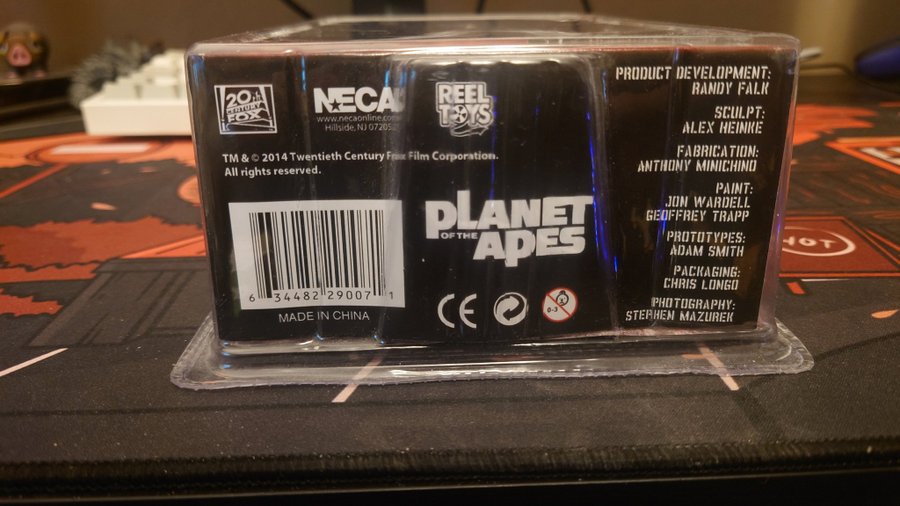 20th
CENTURY
FOX
NECA
www.necaonline.com
Hillside, NJ 07205
REEL
TOYS
TM & © 2014 Twentieth Century Fox Film Corporation.
All rights reserved.
6 34482 29007 1
MADE IN CHINA
PLANET
OF THE
APES
CE
0-3
PRODUCT DEVELOPMENT:
RANDY FALK
SCULPT:
ALEX HEINKE
FABRICATION:
ANTHONY MINICHINO
PAINT:
JON WARDELL
GEOFFREY TRAPP
PROTOTYPES:
ADAM SMITH
PACKAGING:
CHRIS LONGO
PHOTOGRAPHY:
STEPHEN MAZUREK
HOT